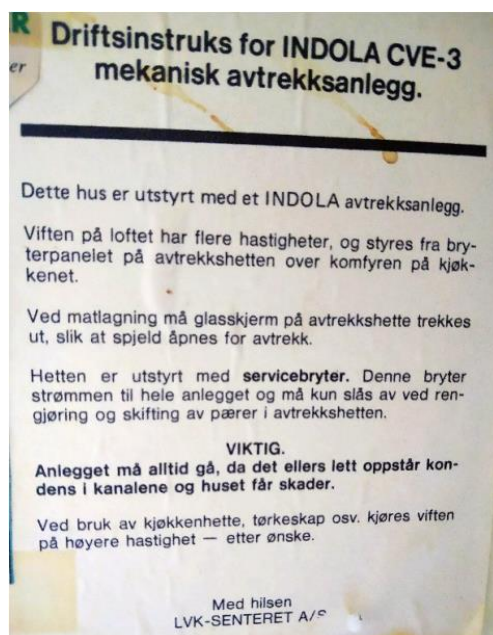 R
er
Driftsinstruks for INDOLA CVE-3
mekanisk avtrekksanlegg.
Dette hus er utstyrt med et INDOLA avtrekksanlegg.
Viften på loftet har flere hastigheter, og styres fra bry-
terpanelet på avtrekkshetten over komfyren på kjøk-
kenet.
Ved matlagning må glasskjerm på avtrekkshette trekkes
ut, slik at spjeld åpnes for avtrekk.
Hetten er utstyrt med servicebryter. Denne bryter
strømmen til hele anlegget og må kun slås av ved ren-
gjøring og skifting av pærer i avtrekkshetten.
VIKTIG.
Anlegget må alltid gå, da det ellers lett oppstår kon-
dens i kanalene og huset får skader.
Ved bruk av kjøkkenhette, tørkeskap osv. kjøres viften
på høyere hastighet — etter ønske.
Med hilsen
LVK-SENTERET A/S